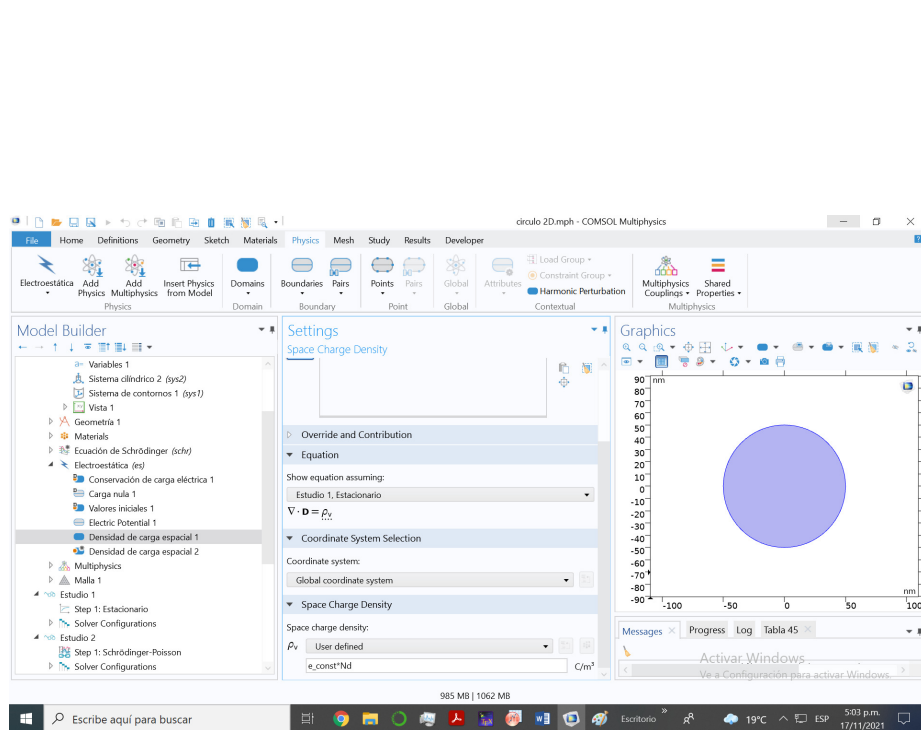 circulo 2D.mph - COMSOL Multiphysics
File Home Definitions Geometry Sketch Materials Physics Mesh Study Results Developer
Electroestática
Add Physics
Add Multiphysics
Insert Physics from Model
Physics
Domains
Domain
Boundaries
Pairs
Boundary
Points
Pairs
Point
Global
Global
Attributes
Load Group
Constraint Group
Harmonic Perturbation
Contextual
Multiphysics Couplings
Shared Properties
Multiphysics
Model Builder
a= Variables 1
Sistema cilíndrico 2 (sys2)
Sistema de contornos 1 (sys1)
Vista 1
Geometría 1
Materials
Ecuación de Schrödinger (schr)
Electroestática (es)
Conservación de carga eléctrica 1
Carga nula 1
Valores iniciales 1
Electric Potential 1
Densidad de carga espacial 1
Densidad de carga espacial 2
Multiphysics
Malla 1
Estudio 1
Step 1: Estacionario
Solver Configurations
Estudio 2
Step 1: Schrödinger-Poisson
Solver Configurations
Settings
Space Charge Density
Override and Contribution
Equation
Show equation assuming:
Estudio 1, Estacionario
∇ · D = ρv
Coordinate System Selection
Coordinate system:
Global coordinate system
Space Charge Density
Space charge density:
ρv User defined
e_const*Nd C/m³
Graphics
nm
90
80
70
60
50
40
30
20
10
0
-10
-20
-30
-40
-50
-60
-70
-80
-90
-100 -50 0 50 100
nm
Messages Progress Log Tabla 45
Activar Windows
Ve a Configuración para activar Windows.
985 MB | 1062 MB
Escribe aquí para buscar
Escritorio
19°C
ESP
5:03 p.m.
17/11/2021